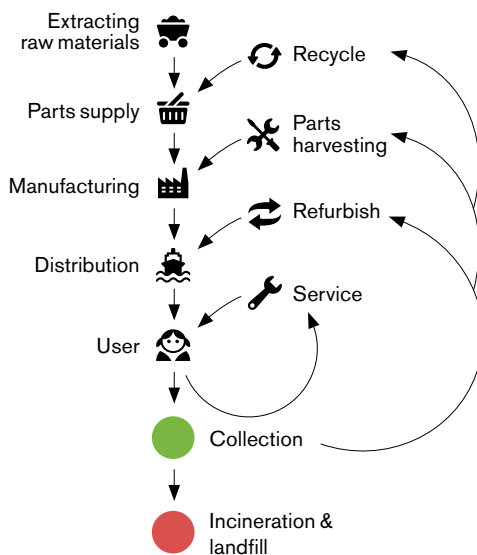 Extracting
raw materials
Recycle
Parts supply
Parts
harvesting
Manufacturing
Refurbish
Distribution
Service
User
Collection
Incineration &
landfill